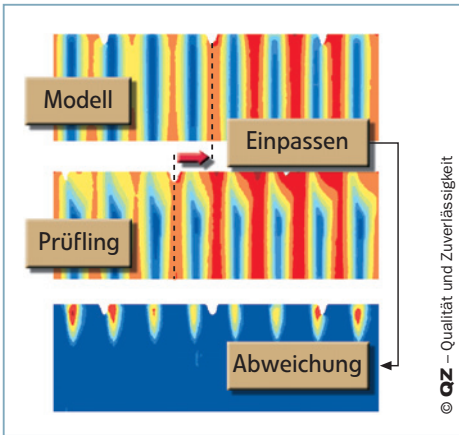 Modell
Einpassen
Prüfling
Abweichung
© QZ – Qualität und Zuverlässigkeit